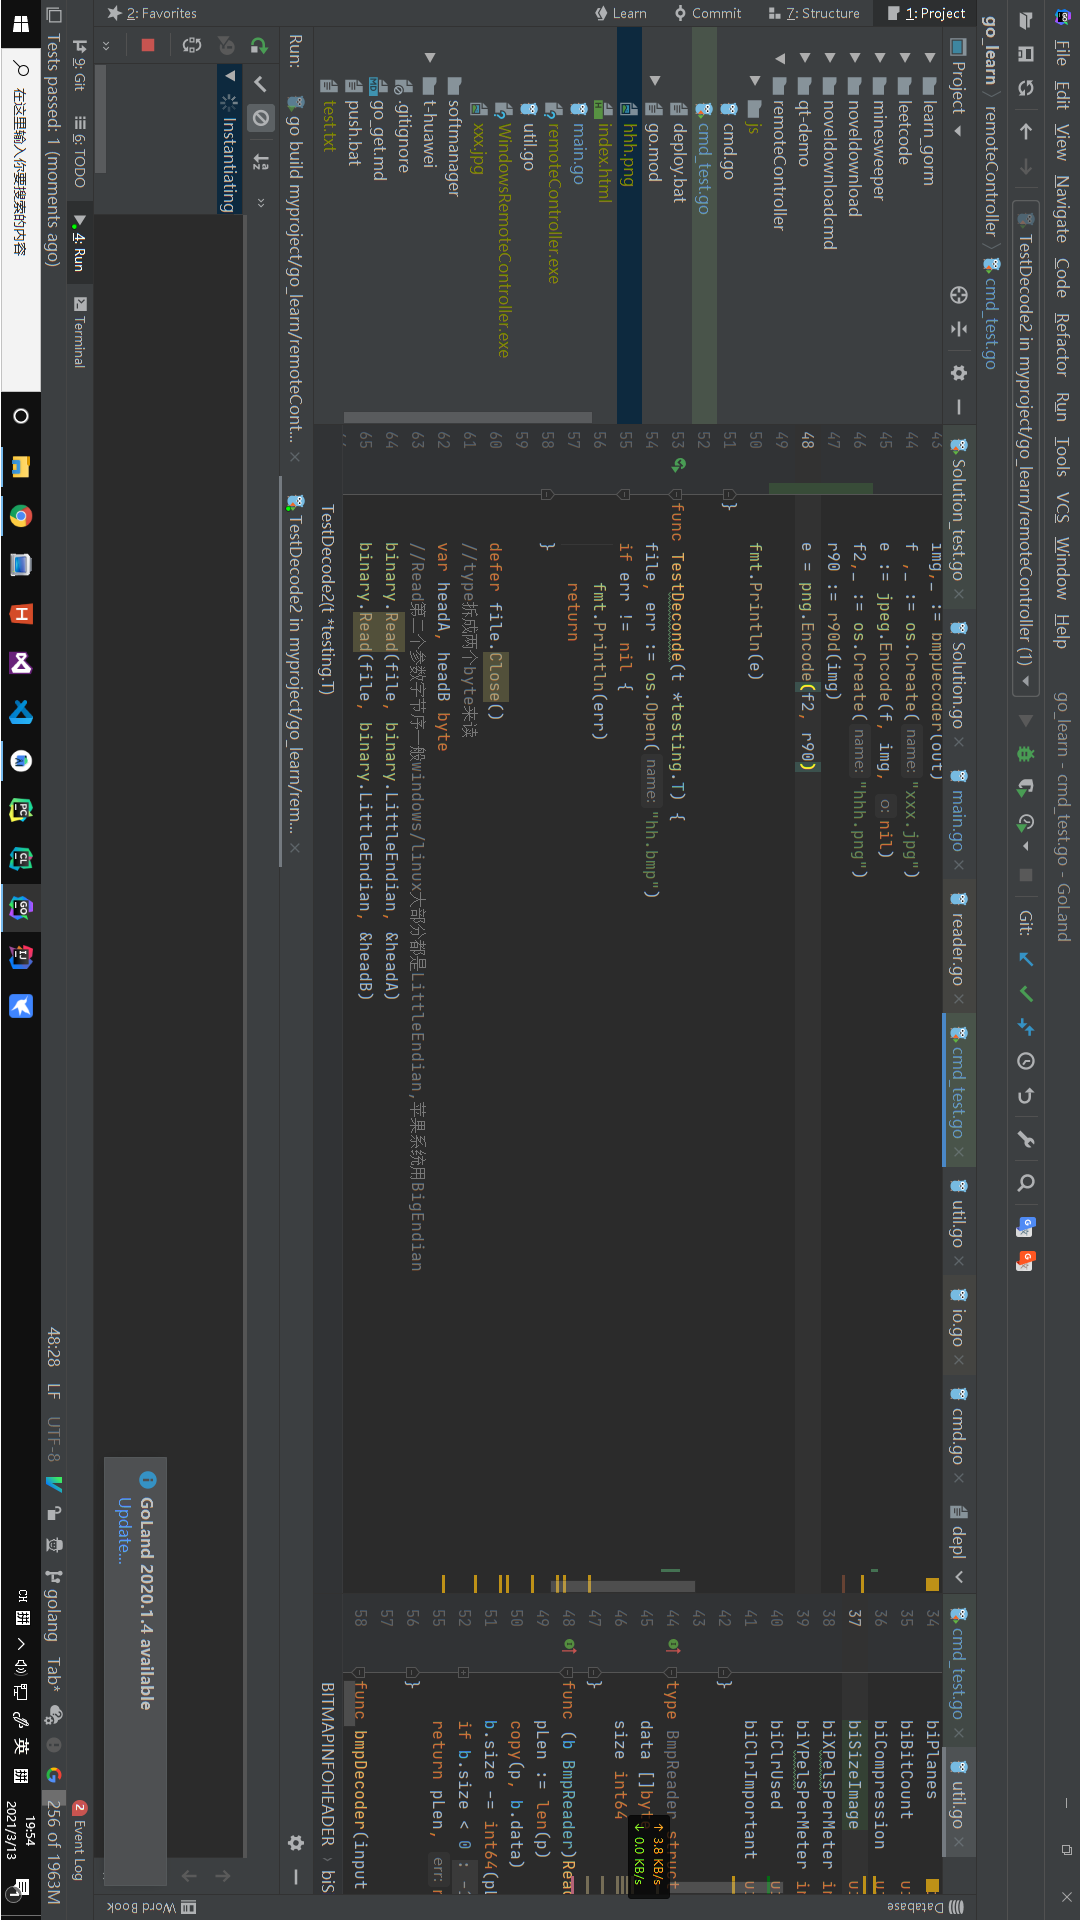 File Edit View Navigate Code Refactor Run Tools VCS Window Help go_learn - cmd_test.go - GoLand
TestDecode2 in myproject/go_learn/remoteController (1) Git:
go_learn remoteController cmd_test.go
1: Project
7: Structure
Commit
Learn
2: Favorites
Project
learn_gorm
leetcode
minesweeper
noveldownload
noveldownloadcmd
qt-demo
remoteController
js
cmd.go
cmd_test.go
deploy.bat
go.mod
hhh.png
index.html
main.go
remoteController.exe
util.go
WindowsRemoteController.exe
xxx.jpg
softmanager
t-huawei
.gitignore
go_get.md
push.bat
test.txt
Solution_test.go Solution.go main.go reader.go cmd_test.go util.go io.go cmd.go depl
43 img,_ := bmpDecoder(out)
44 f,_ := os.Create( name: "xxx.jpg")
45 e := jpeg.Encode(f, img, o: nil)
46 f2,_ := os.Create( name: "hhh.png")
47 r90 := r90d(img)
48 e = png.Encode(f2, r90)
49
50 fmt.Println(e)
51 }
52
53 func TestDeconde(t *testing.T) {
54 file, err := os.Open( name: "hh.bmp")
55 if err != nil {
56 fmt.Println(err)
57 return
58 }
59
60 defer file.Close()
61 //type拆成两个byte来读
62 var headA, headB byte
63 //Read第二个参数字节序一般windows/linux大部分都是LittleEndian,苹果系统用BigEndian
64 binary.Read(file, binary.LittleEndian, &headA)
65 binary.Read(file, binary.LittleEndian, &headB)
TestDecode2(t *testing.T)
cmd_test.go util.go
34 biPlanes
35 biBitCount
36 biCompression
37 biSizeImage
38 biXPelsPerMeter
39 biYPelsPerMeter
40 biClrUsed
41 biClrImportant
42 }
43
44 type BmpReader struct
45 data []byte
46 size int64
47 }
48 func (b BmpReader)Rea
49 pLen := len(p)
50 copy(p, b.data)
51 b.size -= int64(pL
52 if b.size < 0
55 return pLen, err:
56 }
57
58 func bmpDecoder(input
BITMAPINFOHEADER › biS
↑ 3.8 KB/s
↓ 0.0 KB/s
Database
Word Book
Run: go build myproject/go_learn/remoteCont... TestDecode2 in myproject/go_learn/rem...
Instantiating
GoLand 2020.1.4 available
Update...
9: Git 6: TODO 4: Run Terminal 2 Event Log
Tests passed: 1 (moments ago) 48:28 LF UTF-8 golang Tab* 256 of 1963M
在这里输入你要搜索的内容
CH 拼 英
19:54
2021/3/13
1